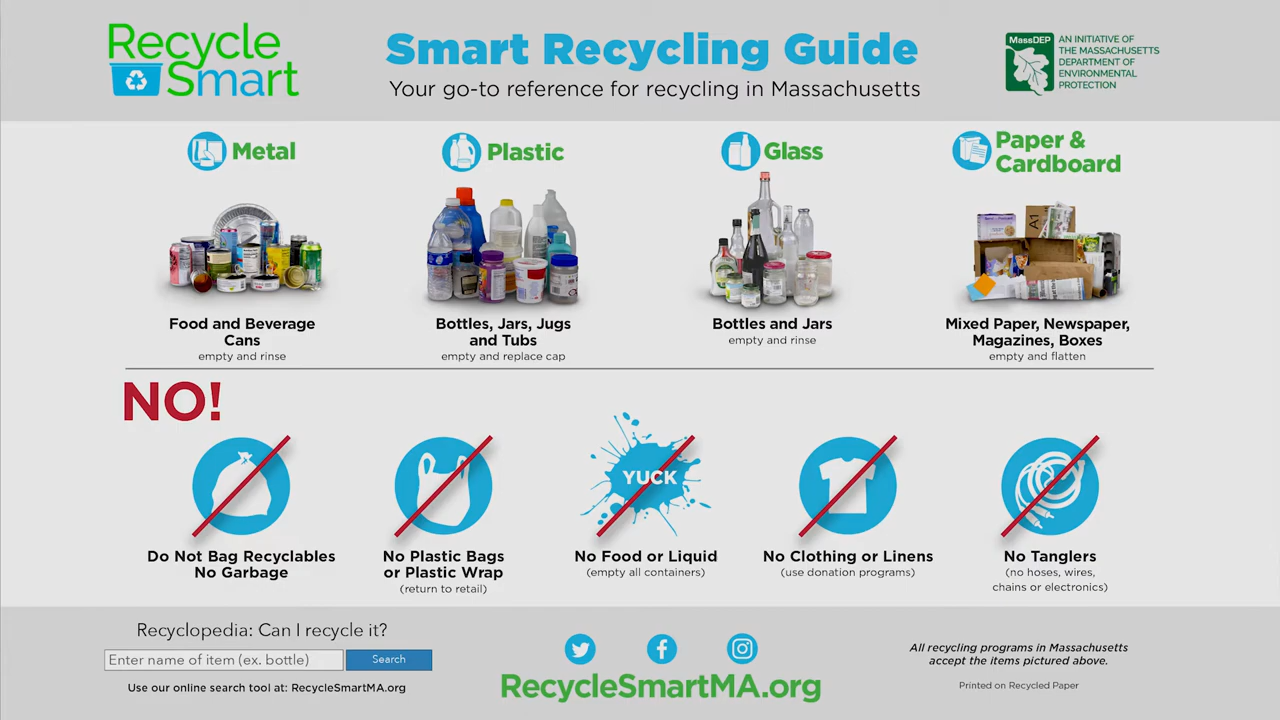 Recycle
Smart
Smart Recycling Guide
Your go-to reference for recycling in Massachusetts
MassDEP
AN INITIATIVE OF
THE MASSACHUSETTS
DEPARTMENT OF
ENVIRONMENTAL
PROTECTION
Metal
Plastic
Glass
Paper &
Cardboard
A1
Food and Beverage
Cans
empty and rinse
Bottles, Jars, Jugs
and Tubs
empty and replace cap
Bottles and Jars
empty and rinse
Mixed Paper, Newspaper,
Magazines, Boxes
empty and flatten
NO!
YUCK
Do Not Bag Recyclables
No Garbage
No Plastic Bags
or Plastic Wrap
(return to retail)
No Food or Liquid
(empty all containers)
No Clothing or Linens
(use donation programs)
No Tanglers
(no hoses, wires,
chains or electronics)
Recyclopedia: Can I recycle it?
Enter name of item (ex. bottle)
Search
Use our online search tool at: RecycleSmartMA.org
RecycleSmartMA.org
All recycling programs in Massachusetts
accept the items pictured above.
Printed on Recycled Paper